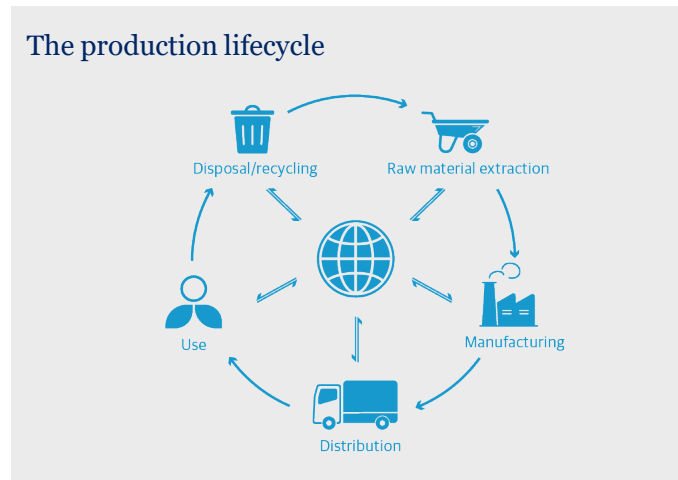 The production lifecycle
Disposal/recycling
Raw material extraction
Use
Manufacturing
Distribution